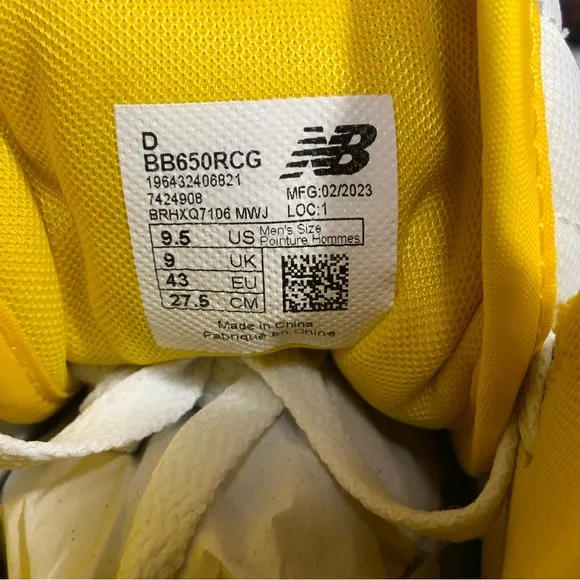 D
BB650RCG
196432406821
7424908
BRHXQ7106 MWJ
NB
MFG:02/2023
LOC:1
9.5 US Men's Size
Pointure Hommes
9 UK
43 EU
27.5 CM
Made in China
Fabriqué en Chine